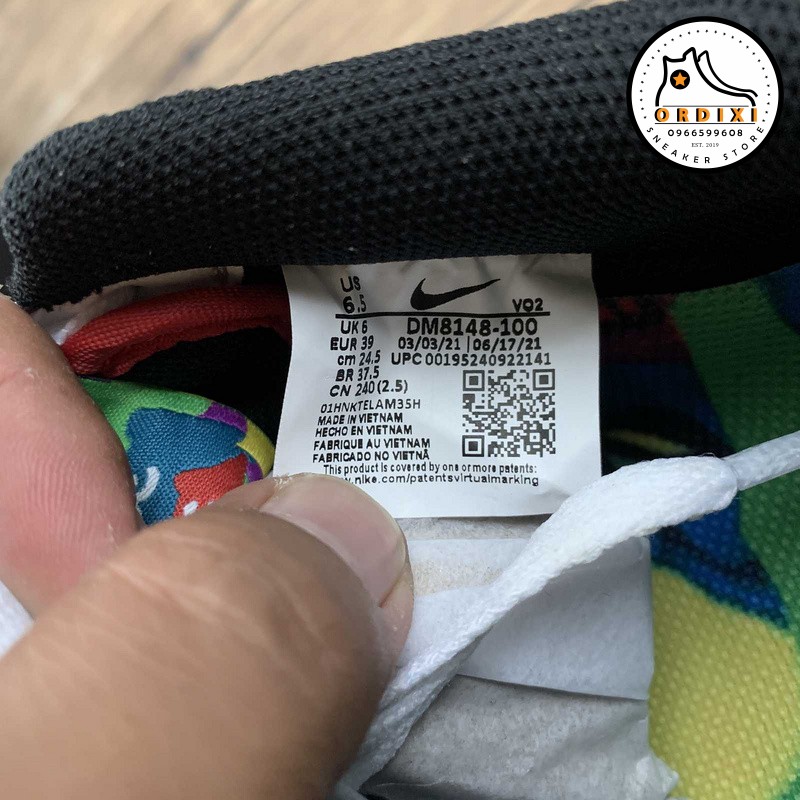 ORDIXI
0966599608
EST. 2019
SNEAKER STORE
US
6.5
VO2
UK 6 DM8148-100
EUR 39 03/03/21 | 06/17/21
cm 24.5 UPC 00195240922141
BR 37.5
CN 240 (2.5)
01HNKTELAM35H
MADE IN VIETNAM
HECHO EN VIETNAM
FABRIQUE AU VIETNAM
FABRICADO NO VIETNÃ
This product is covered by one or more patents:
.nike.com/patentsvirtualmarking